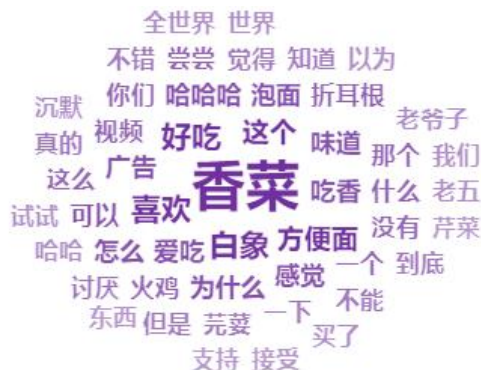 全世界 世界
不错 尝尝 觉得 知道 以为
你们 哈哈哈 泡面 折耳根
沉默 真的 视频 好吃 这个 味道 老爷子
这么 广告 香菜 那个 我们
吃香 什么 老五
试试 可以 喜欢 白象 方便面 没有 芹菜
哈哈 怎么 爱吃 感觉 一个 到底
讨厌 火鸡 为什么 一下 不能
东西 但是 芫荽 买了
支持 接受